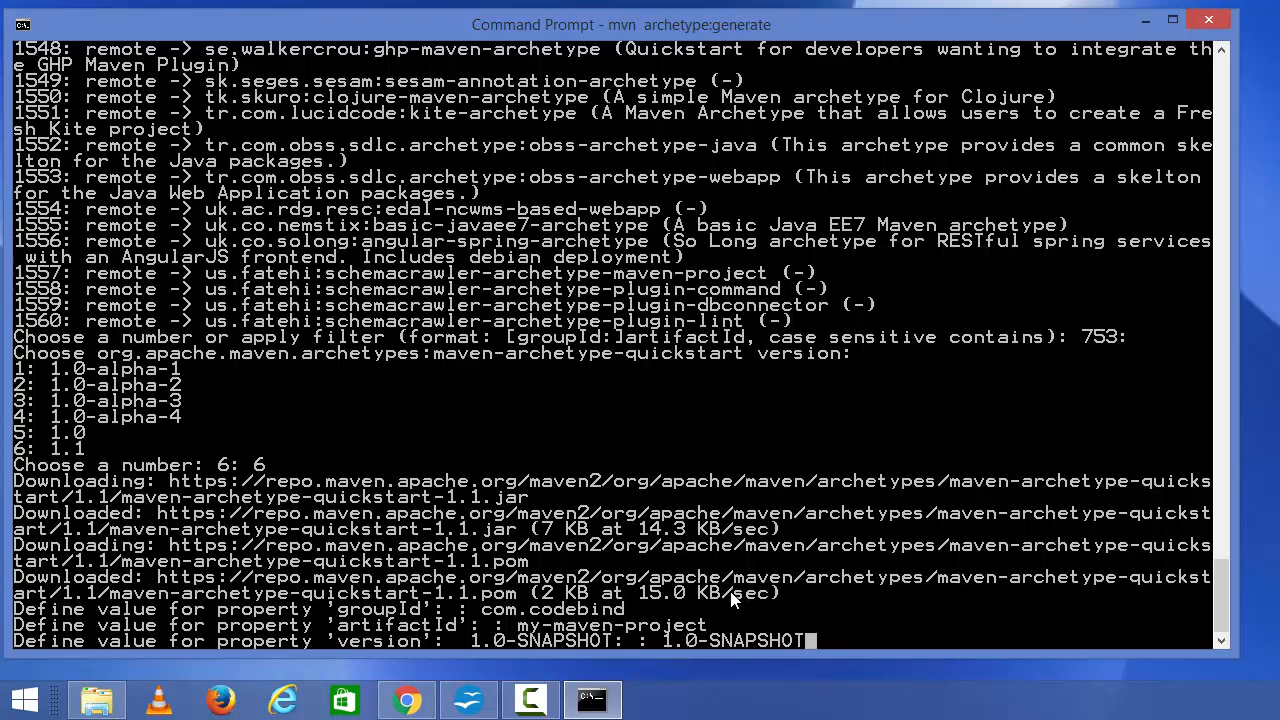 Command Prompt - mvn  archetype:generate
1548: remote -> se.walkercrou:ghp-maven-archetype (Quickstart for developers wanting to integrate th
e GHP Maven Plugin)
1549: remote -> sk.seges.sesam:sesam-annotation-archetype (-)
1550: remote -> tk.skuro:clojure-maven-archetype (A simple Maven archetype for Clojure)
1551: remote -> tr.com.lucidcode:kite-archetype (A Maven Archetype that allows users to create a Fre
sh Kite project)
1552: remote -> tr.com.obss.sdlc.archetype:obss-archetype-java (This archetype provides a common ske
lton for the Java packages.)
1553: remote -> tr.com.obss.sdlc.archetype:obss-archetype-webapp (This archetype provides a skelton
for the Java Web Application packages.)
1554: remote -> uk.ac.rdg.resc:edal-ncwms-based-webapp (-)
1555: remote -> uk.co.nemstix:basic-javaee7-archetype (A basic Java EE7 Maven archetype)
1556: remote -> uk.co.solong:angular-spring-archetype (So Long archetype for RESTful spring services
 with an AngularJS frontend. Includes debian deployment)
1557: remote -> us.fatehi:schemacrawler-archetype-maven-project (-)
1558: remote -> us.fatehi:schemacrawler-archetype-plugin-command (-)
1559: remote -> us.fatehi:schemacrawler-archetype-plugin-dbconnector (-)
1560: remote -> us.fatehi:schemacrawler-archetype-plugin-lint (-)
Choose a number or apply filter (format: [groupId:]artifactId, case sensitive contains): 753:
Choose org.apache.maven.archetypes:maven-archetype-quickstart version:
1: 1.0-alpha-1
2: 1.0-alpha-2
3: 1.0-alpha-3
4: 1.0-alpha-4
5: 1.0
6: 1.1
Choose a number: 6: 6
Downloading: https://repo.maven.apache.org/maven2/org/apache/maven/archetypes/maven-archetype-quicks
tart/1.1/maven-archetype-quickstart-1.1.jar
Downloaded: https://repo.maven.apache.org/maven2/org/apache/maven/archetypes/maven-archetype-quickst
art/1.1/maven-archetype-quickstart-1.1.jar (7 KB at 14.3 KB/sec)
Downloading: https://repo.maven.apache.org/maven2/org/apache/maven/archetypes/maven-archetype-quicks
tart/1.1/maven-archetype-quickstart-1.1.pom
Downloaded: https://repo.maven.apache.org/maven2/org/apache/maven/archetypes/maven-archetype-quickst
art/1.1/maven-archetype-quickstart-1.1.pom (2 KB at 15.0 KB/sec)
Define value for property 'groupId': : com.codebind
Define value for property 'artifactId': : my-maven-project
Define value for property 'version':  1.0-SNAPSHOT: : 1.0-SNAPSHOT